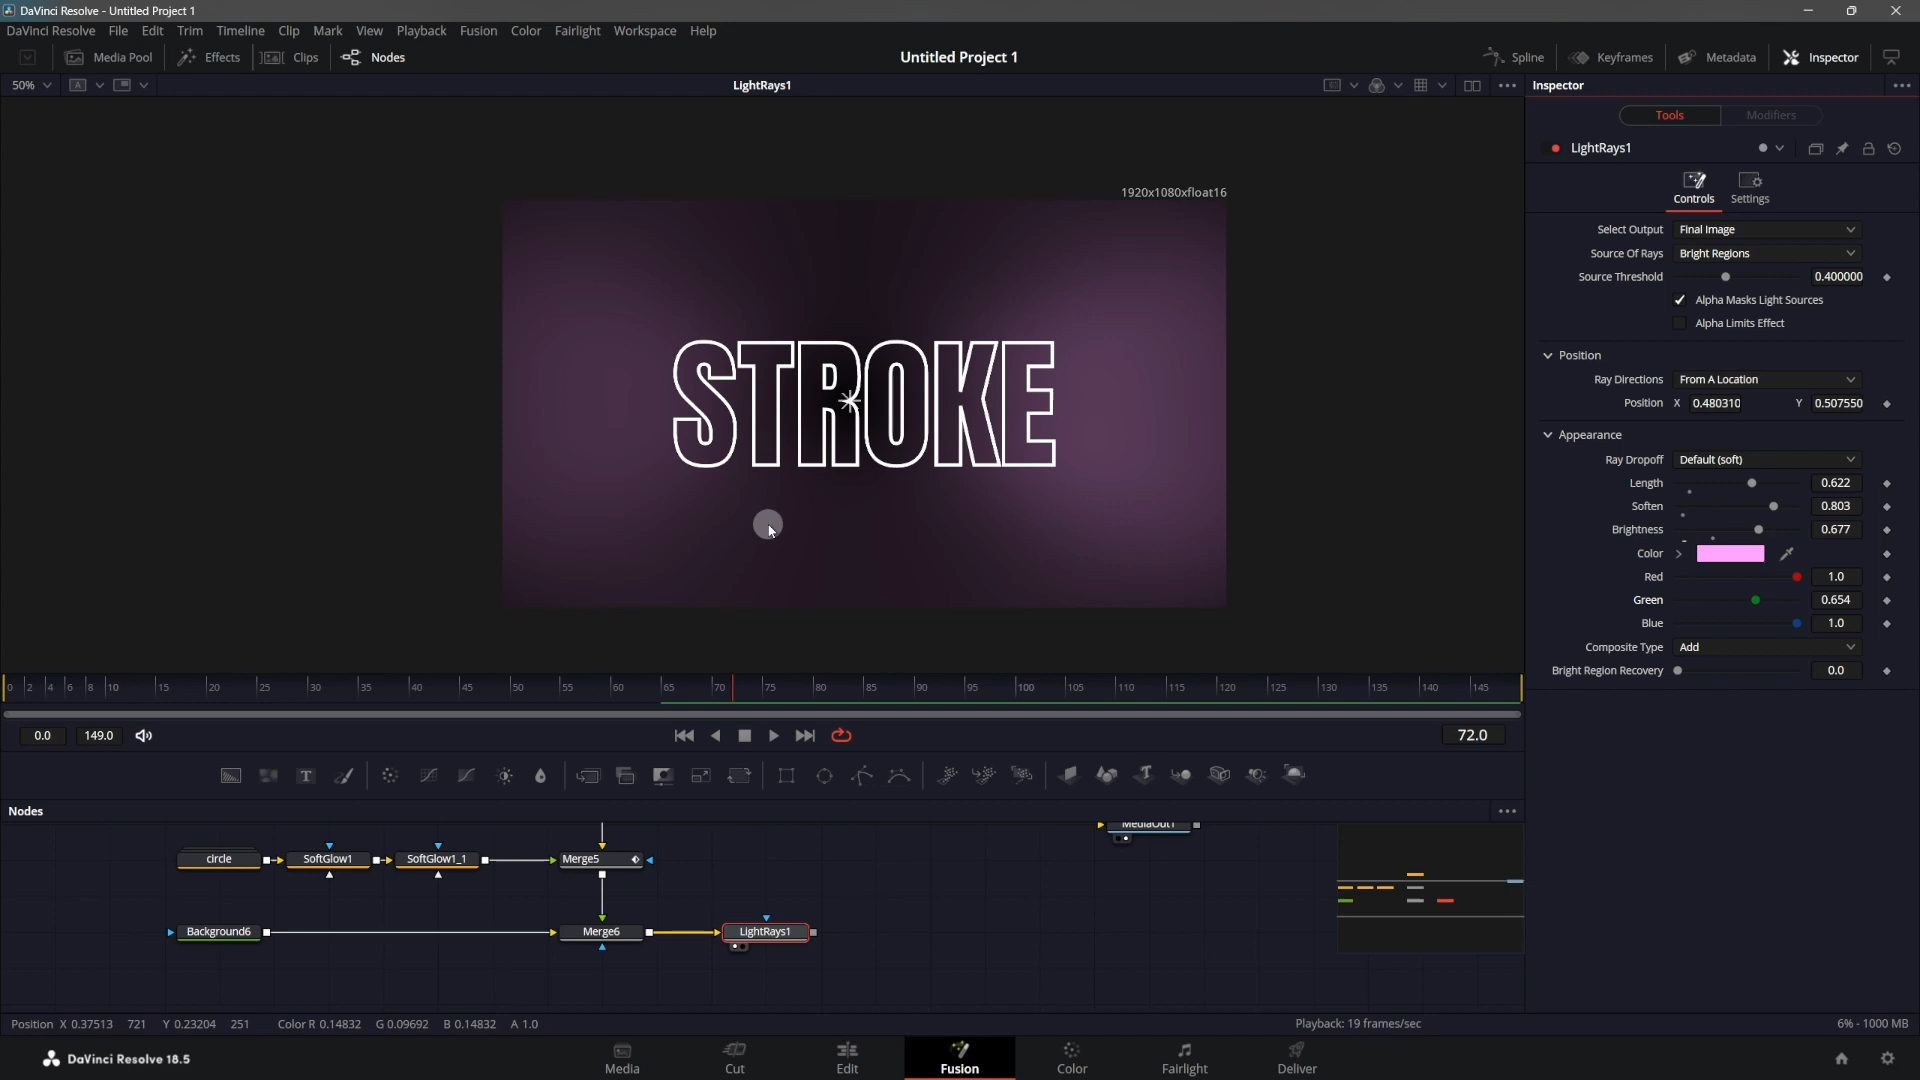 DaVinci Resolve - Untitled Project 1
DaVinci Resolve File Edit Trim Timeline Clip Mark View Playback Fusion Color Fairlight Workspace Help
Media Pool Effects Clips Nodes Untitled Project 1 Spline Keyframes Metadata Inspector
50% A LightRays1 Inspector
Tools Modifiers
LightRays1
Controls Settings
1920x1080xfloat16
STROKE
Select Output Final Image
Source Of Rays Bright Regions
Source Threshold 0.400000
Alpha Masks Light Sources
Alpha Limits Effect
Position
Ray Directions From A Location
Position X 0.480310 Y 0.507550
Appearance
Ray Dropoff Default (soft)
Length 0.622
Soften 0.803
Brightness 0.677
Color
Red 1.0
Green 0.654
Blue 1.0
Composite Type Add
Bright Region Recovery 0.0
0 2 4 6 8 10 15 20 25 30 35 40 45 50 55 60 65 70 75 80 85 90 95 100 105 110 115 120 125 130 135 140 145
0.0 149.0 72.0
T
Nodes
MediaOut1
circle SoftGlow1 SoftGlow1_1 Merge5
Background6 Merge6 LightRays1
Position X 0.37513 721 Y 0.23204 251 Color R 0.14832 G 0.09692 B 0.14832 A 1.0 Playback: 19 frames/sec 6% - 1000 MB
DaVinci Resolve 18.5 Media Cut Edit Fusion Color Fairlight Deliver